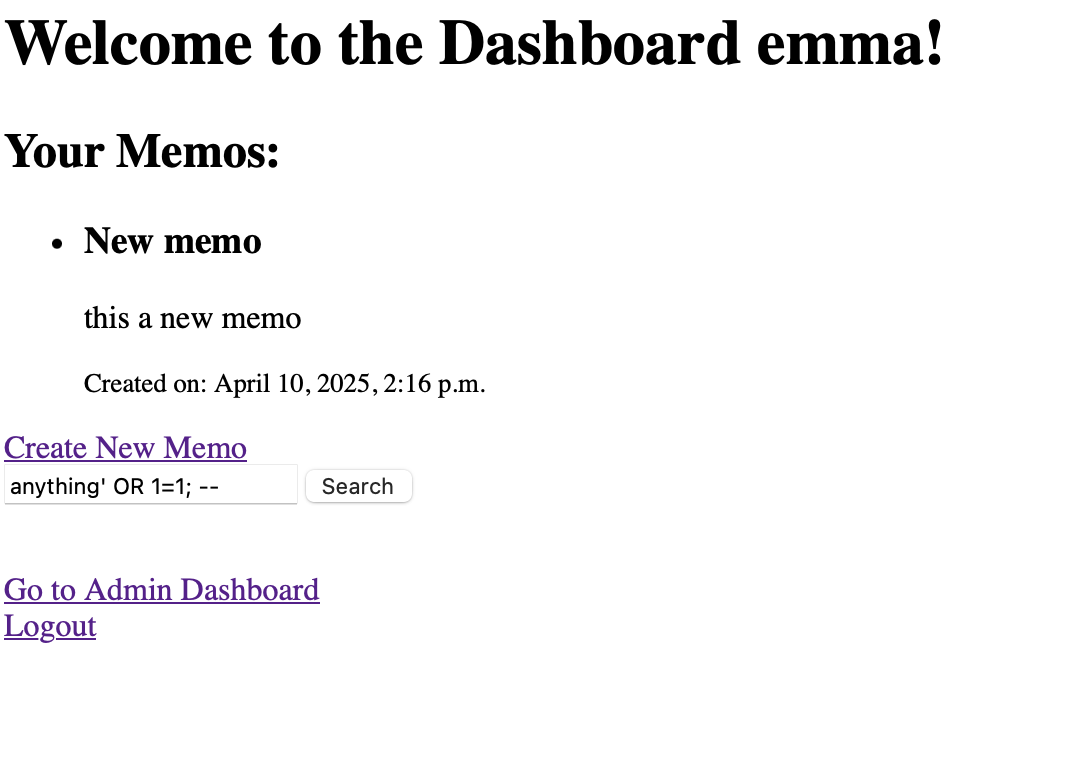 Welcome to the Dashboard emma!
Your Memos:
New memo
this a new memo
Created on: April 10, 2025, 2:16 p.m.
Create New Memo
anything' OR 1=1; -- Search
Go to Admin Dashboard
Logout